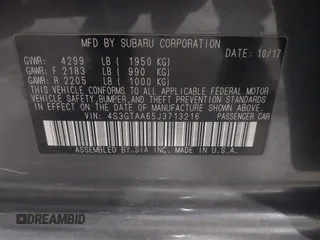 MFD BY SUBARU CORPORATION
GVWR: 4299 LB ( 1950 KG) DATE: 10/17
GAWR: F 2183 LB ( 990 KG)
GAWR: R 2205 LB ( 1000 KG)
THIS VEHICLE CONFORMS TO ALL APPLICABLE FEDERAL MOTOR
VEHICLE SAFETY, BUMPER, AND THEFT PREVENTION STANDARDS
IN EFFECT ON THE DATE OF MANUFACTURE SHOWN ABOVE.
VIN: 4S3GTAA65J3713216 PASSENGER CAR
ASSEMBLED BY SIA INC. MADE IN U.S.A.
DREAMBID